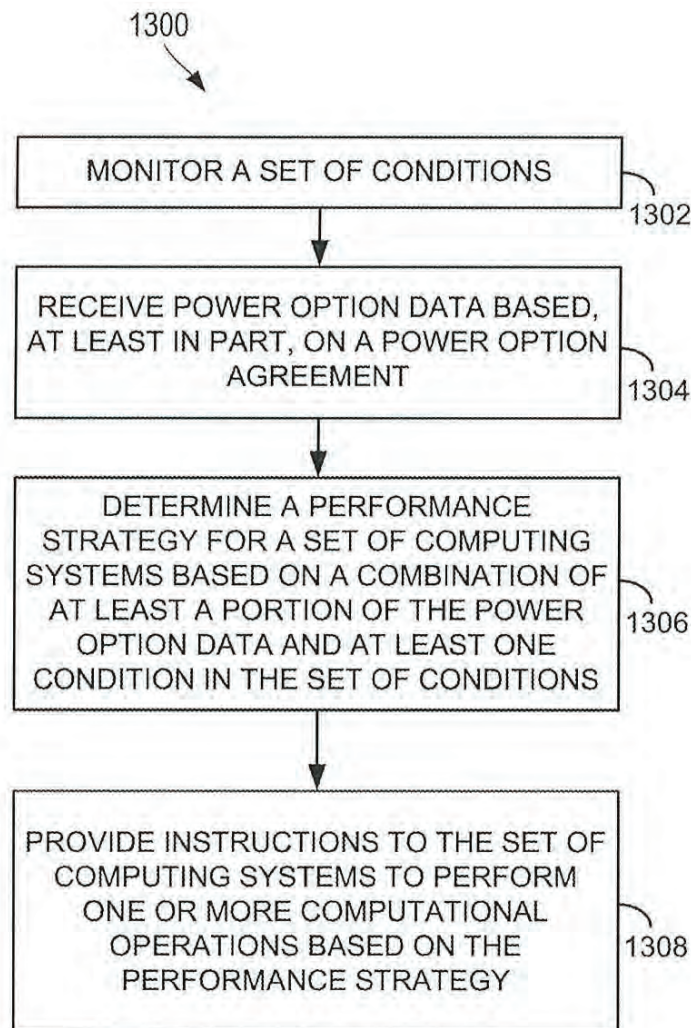 1300
MONITOR A SET OF CONDITIONS
1302
RECEIVE POWER OPTION DATA BASED,
AT LEAST IN PART, ON A POWER OPTION
AGREEMENT
1304
DETERMINE A PERFORMANCE
STRATEGY FOR A SET OF COMPUTING
SYSTEMS BASED ON A COMBINATION OF
AT LEAST A PORTION OF THE POWER
OPTION DATA AND AT LEAST ONE
CONDITION IN THE SET OF CONDITIONS
1306
PROVIDE INSTRUCTIONS TO THE SET OF
COMPUTING SYSTEMS TO PERFORM
ONE OR MORE COMPUTATIONAL
OPERATIONS BASED ON THE
PERFORMANCE STRATEGY
1308